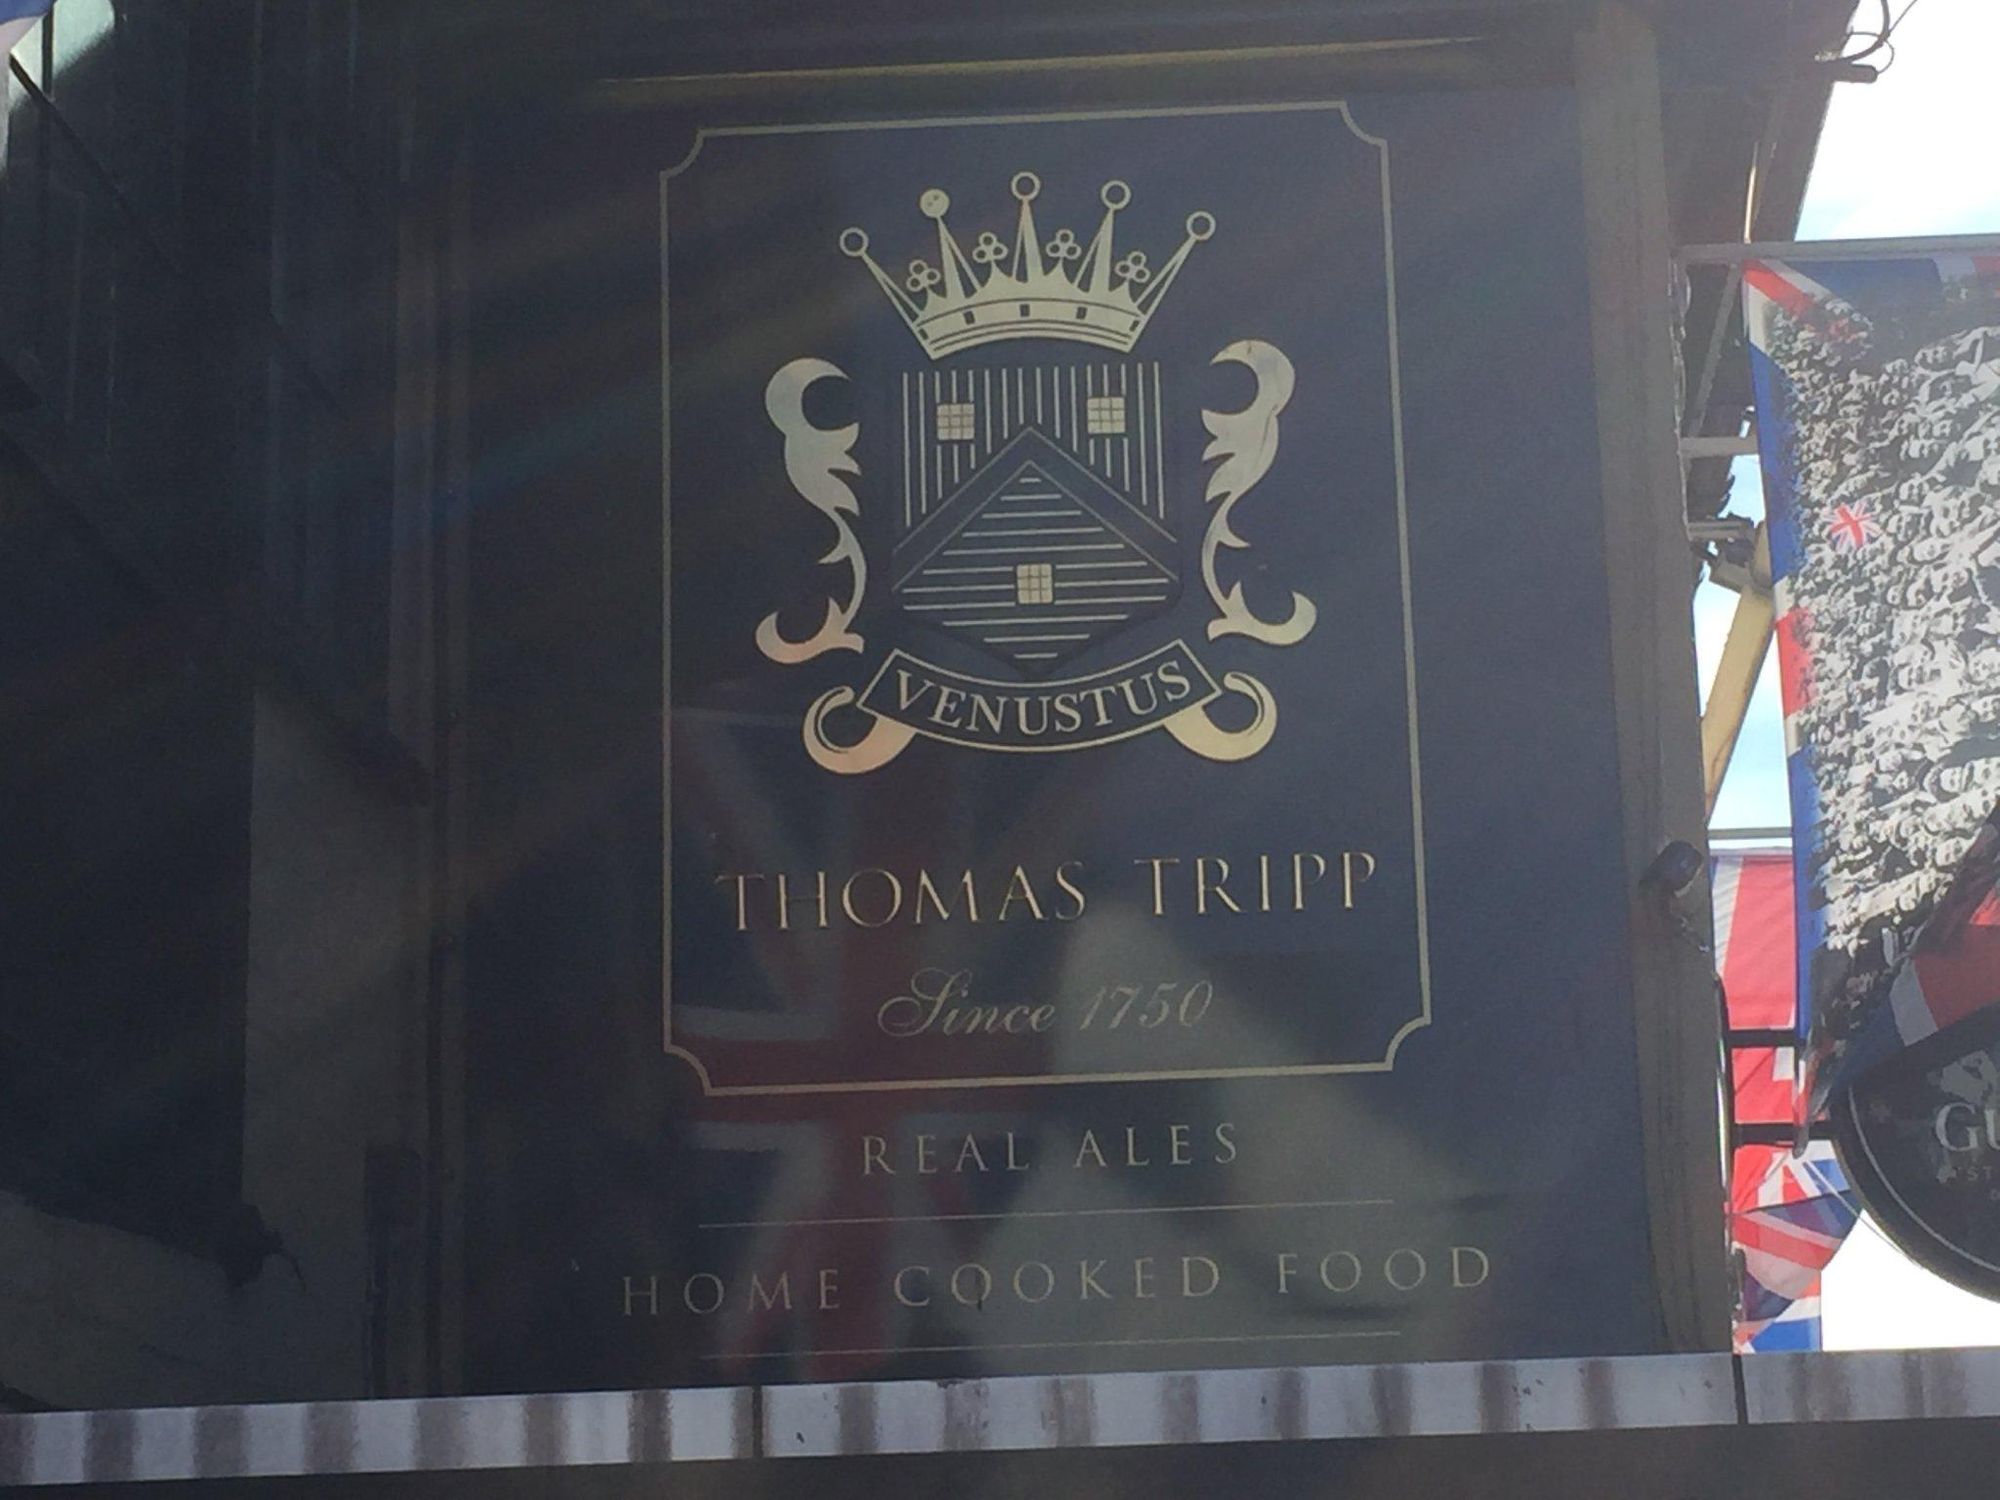 VENUSTUS
THOMAS TRIPP
Since 1750
REAL ALES
HOME COOKED FOOD